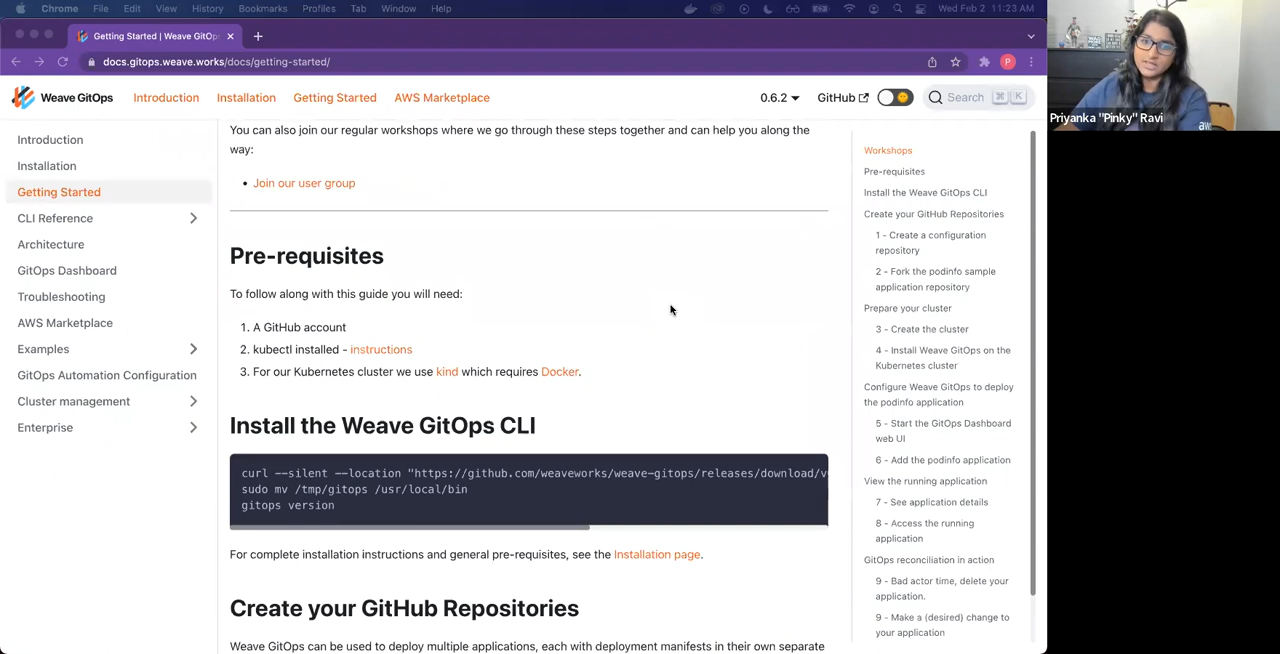 Chrome File Edit View History Bookmarks Profiles Tab Window Help Wed Feb 2 11:23 AM
Getting Started | Weave GitOp
docs.gitops.weave.works/docs/getting-started/ P
Weave GitOps Introduction Installation Getting Started AWS Marketplace 0.6.2 GitHub Search ⌘ K
Priyanka "Pinky" Ravi
Introduction
Installation
Getting Started
CLI Reference
Architecture
GitOps Dashboard
Troubleshooting
AWS Marketplace
Examples
GitOps Automation Configuration
Cluster management
Enterprise
You can also join our regular workshops where we go through these steps together and can help you along the
way:
• Join our user group
Pre-requisites
To follow along with this guide you will need:
1. A GitHub account
2. kubectl installed - instructions
3. For our Kubernetes cluster we use kind which requires Docker.
Install the Weave GitOps CLI
curl --silent --location "https://github.com/weaveworks/weave-gitops/releases/download/v
sudo mv /tmp/gitops /usr/local/bin
gitops version
For complete installation instructions and general pre-requisites, see the Installation page.
Create your GitHub Repositories
Weave GitOps can be used to deploy multiple applications, each with deployment manifests in their own separate
Workshops
Pre-requisites
Install the Weave GitOps CLI
Create your GitHub Repositories
1 - Create a configuration
repository
2 - Fork the podinfo sample
application repository
Prepare your cluster
3 - Create the cluster
4 - Install Weave GitOps on the
Kubernetes cluster
Configure Weave GitOps to deploy
the podinfo application
5 - Start the GitOps Dashboard
web UI
6 - Add the podinfo application
View the running application
7 - See application details
8 - Access the running
application
GitOps reconciliation in action
9 - Bad actor time, delete your
application.
9 - Make a (desired) change to
your application